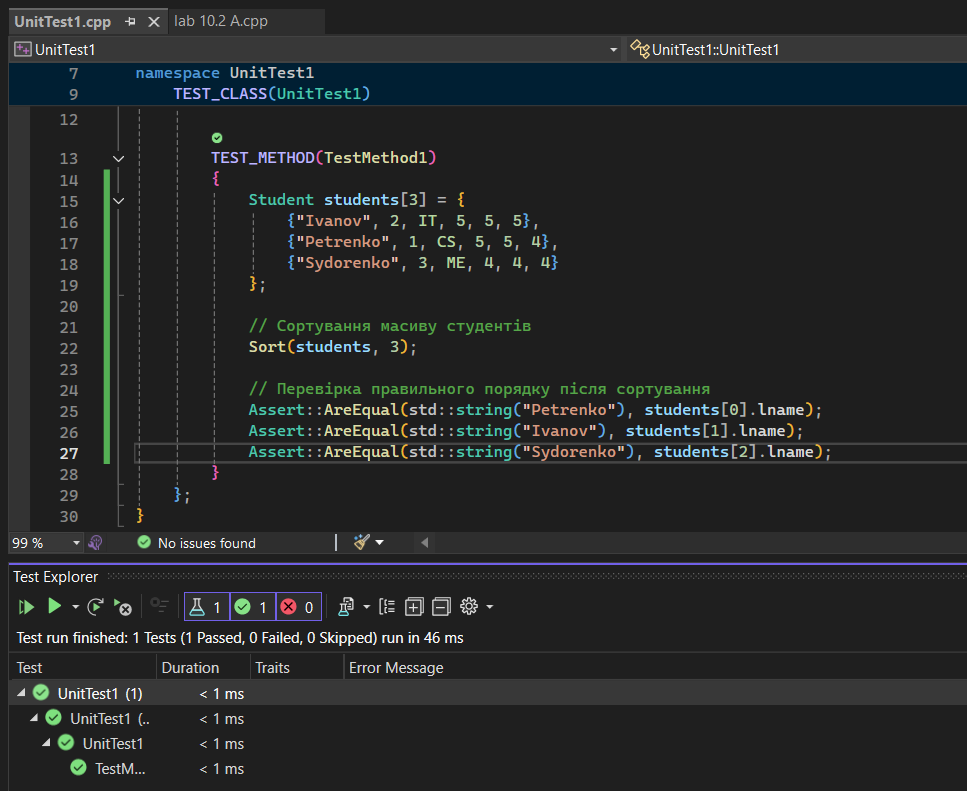 UnitTest1.cpp lab 10.2 A.cpp
UnitTest1 UnitTest1::UnitTest1
7 namespace UnitTest1
9 TEST_CLASS(UnitTest1)
12
13 TEST_METHOD(TestMethod1)
14 {
15 Student students[3] = {
16 {"Ivanov", 2, IT, 5, 5, 5},
17 {"Petrenko", 1, CS, 5, 5, 4},
18 {"Sydorenko", 3, ME, 4, 4, 4}
19 };
20
21 // Сортування масиву студентів
22 Sort(students, 3);
23
24 // Перевірка правильного порядку після сортування
25 Assert::AreEqual(std::string("Petrenko"), students[0].lname);
26 Assert::AreEqual(std::string("Ivanov"), students[1].lname);
27 Assert::AreEqual(std::string("Sydorenko"), students[2].lname);
28 }
29 };
30 }
99 % No issues found
Test Explorer
1 1 0
Test run finished: 1 Tests (1 Passed, 0 Failed, 0 Skipped) run in 46 ms
Test Duration Traits Error Message
UnitTest1 (1) < 1 ms
UnitTest1 (.. < 1 ms
UnitTest1 < 1 ms
TestM... < 1 ms